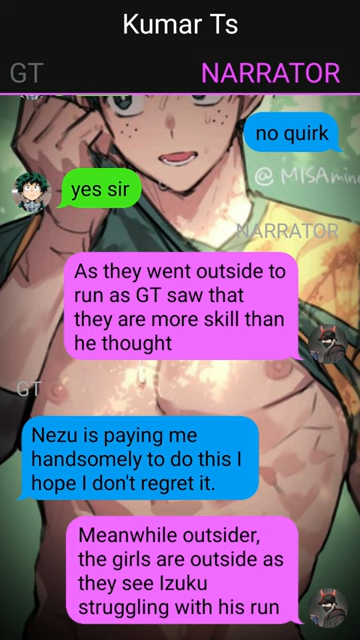 Kumar Ts
GT NARRATOR
no quirk
@MISAmine
yes sir
NARRATOR
As they went outside to
run as GT saw that
they are more skill than
he thought
GT
Nezu is paying me
handsomely to do this I
hope I don't regret it.
Meanwhile outsider,
the girls are outside as
they see Izuku
struggling with his run